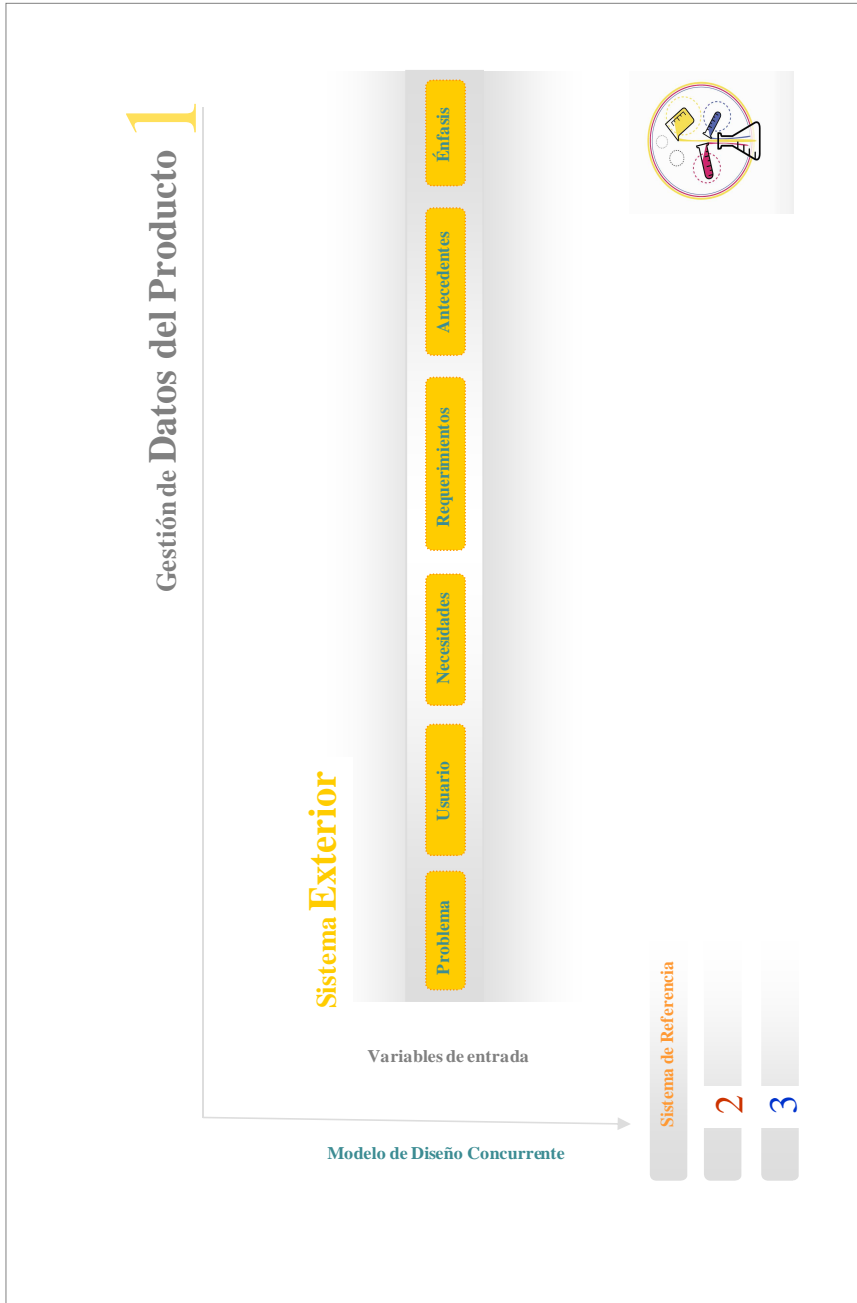 Gestión de Datos del Producto 1
Sistema Exterior
Problema
Usuario
Necesidades
Requerimientos
Antecedentes
Énfasis
Variables de entrada
Modelo de Diseño Concurrente
Sistema de Referencia
2
3